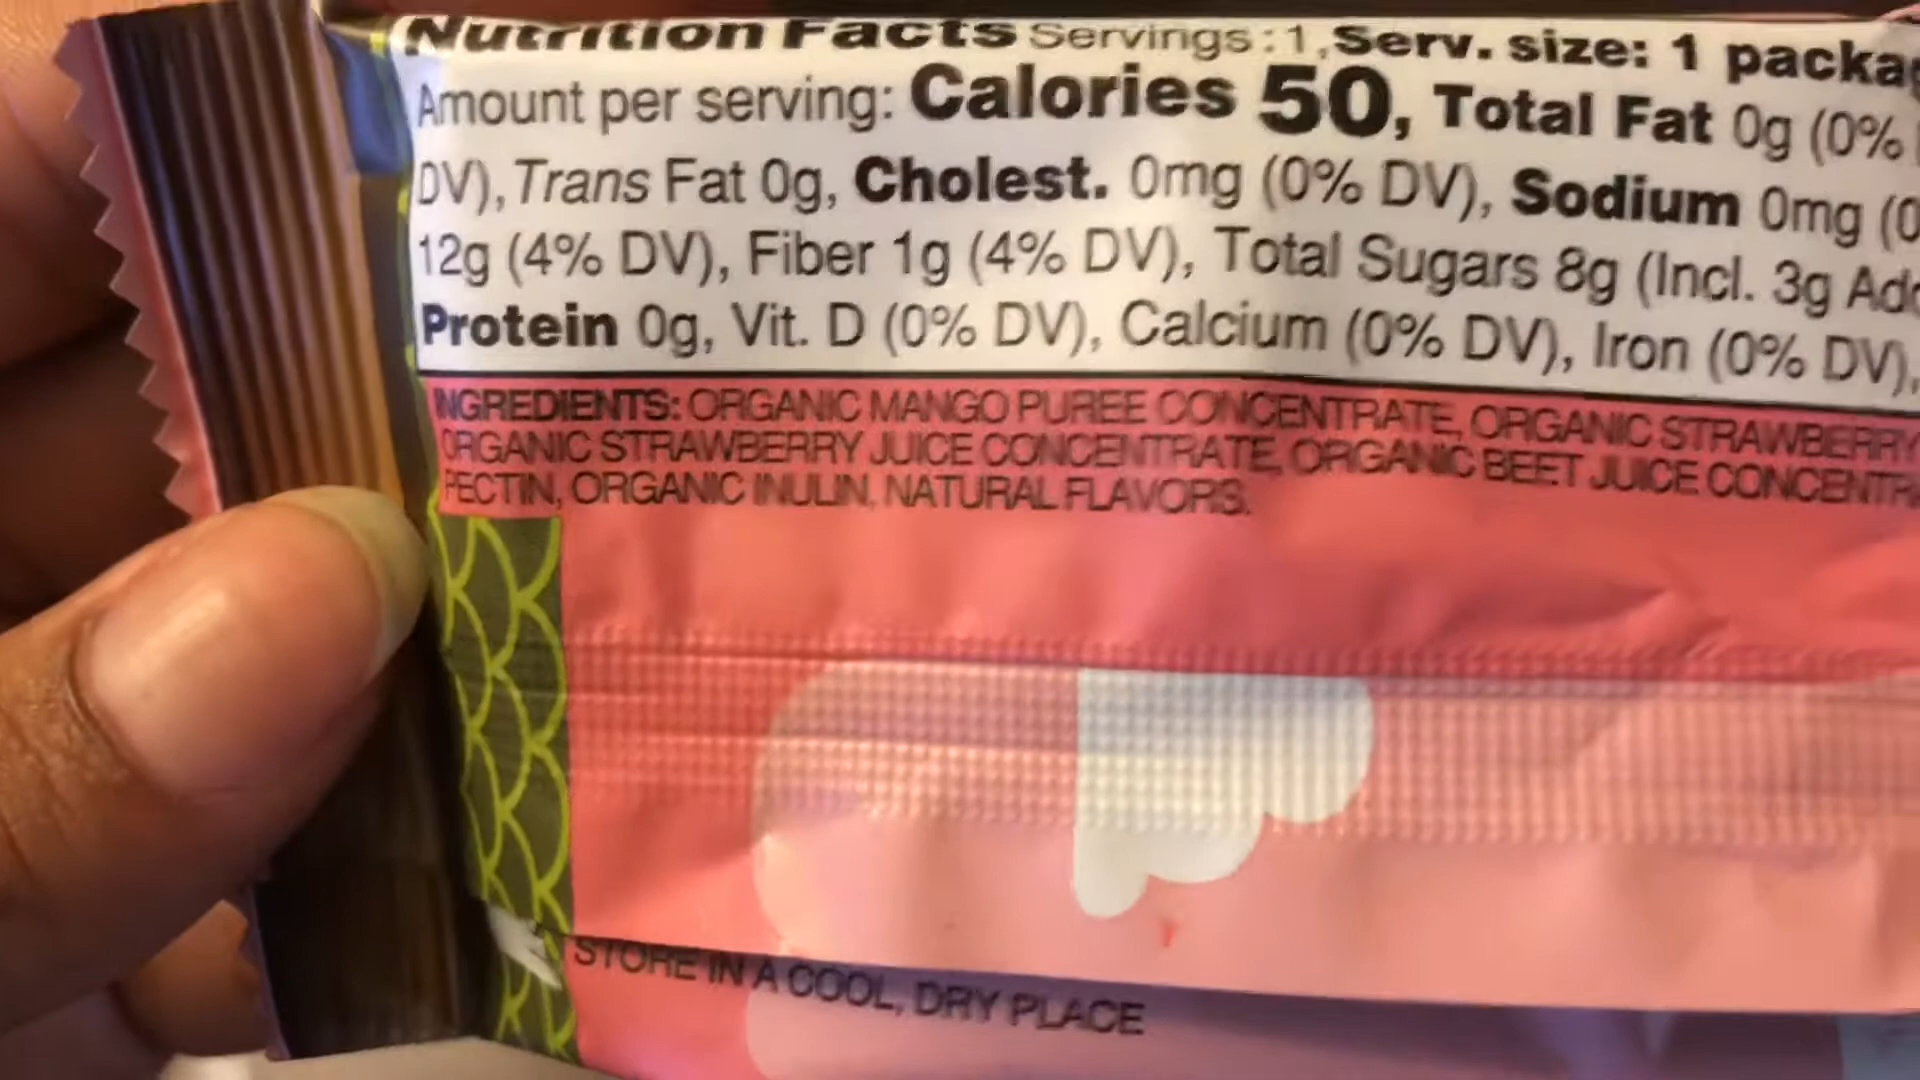 Nutrition Facts Servings: 1, Serv. size: 1 packa
Amount per serving: Calories 50, Total Fat 0g (0%
DV), Trans Fat 0g, Cholest. 0mg (0% DV), Sodium 0mg (0
12g (4% DV), Fiber 1g (4% DV), Total Sugars 8g (Incl. 3g Add
Protein 0g, Vit. D (0% DV), Calcium (0% DV), Iron (0% DV),
INGREDIENTS: ORGANIC MANGO PUREE CONCENTRATE, ORGANIC STRAWBERRY
ORGANIC STRAWBERRY JUICE CONCENTRATE, ORGANIC BEET JUICE CONCENTR
PECTIN, ORGANIC INULIN, NATURAL FLAVORS.
STORE IN A COOL, DRY PLACE